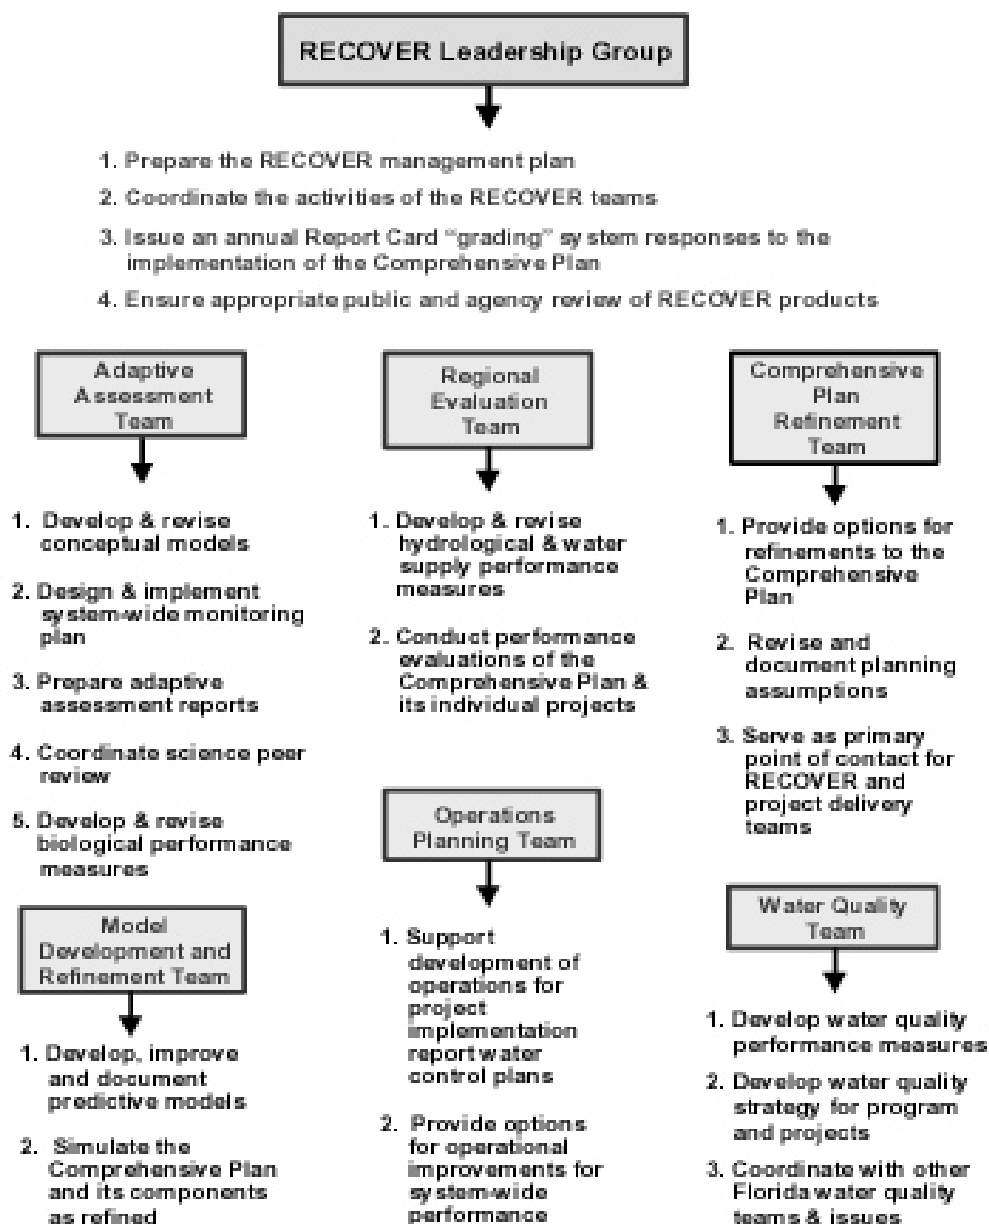 RECOVER Leadership Group
1. Prepare the RECOVER management plan
2. Coordinate the activities of the RECOVER teams
3. Issue an annual Report Card “grading” system responses to the
implementation of the Comprehensive Plan
4. Ensure appropriate public and agency review of RECOVER products
Adaptive
Assessment
Team
1. Develop & revise
conceptual models
2. Design & implement
system-wide monitoring
plan
3. Prepare adaptive
assessment reports
4. Coordinate science peer
review
5. Develop & revise
biological performance
measures
Model
Development and
Refinement Team
1. Develop, improve
and document
predictive models
2. Simulate the
Comprehensive Plan
and its components
as refined
Regional
Evaluation
Team
1. Develop & revise
hydrological & water
supply performance
measures
2. Conduct performance
evaluations of the
Comprehensive Plan &
its individual projects
Operations
Planning Team
1. Support
development of
operations for
project
implementation
report water
control plans
2. Provide options
for operational
improvements for
system-wide
performance
Comprehensive
Plan
Refinement
Team
1. Provide options for
refinements to the
Comprehensive
Plan
2. Revise and
document planning
assumptions
3. Serve as primary
point of contact for
RECOVER and
project delivery
teams
Water Quality
Team
1. Develop water quality
performance measures
2. Develop water quality
strategy for program
and projects
3. Coordinate with other
Florida water quality
teams & issues